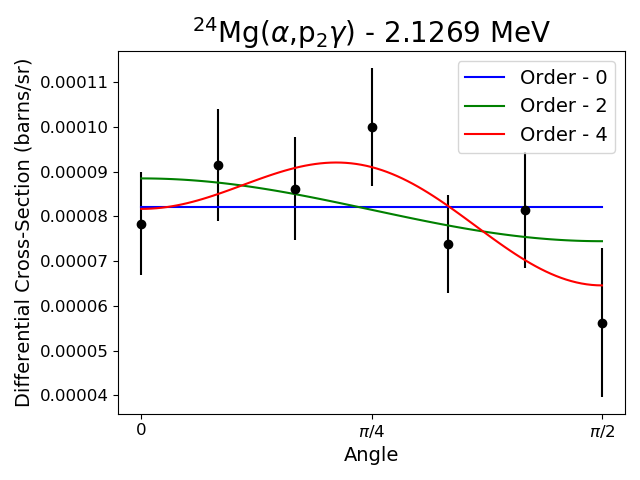 ²⁴Mg(α,p₂γ) - 2.1269 MeV
Differential Cross-Section (barns/sr)
0.00011
0.00010
0.00009
0.00008
0.00007
0.00006
0.00005
0.00004
Order - 0
Order - 2
Order - 4
0
π/4
π/2
Angle